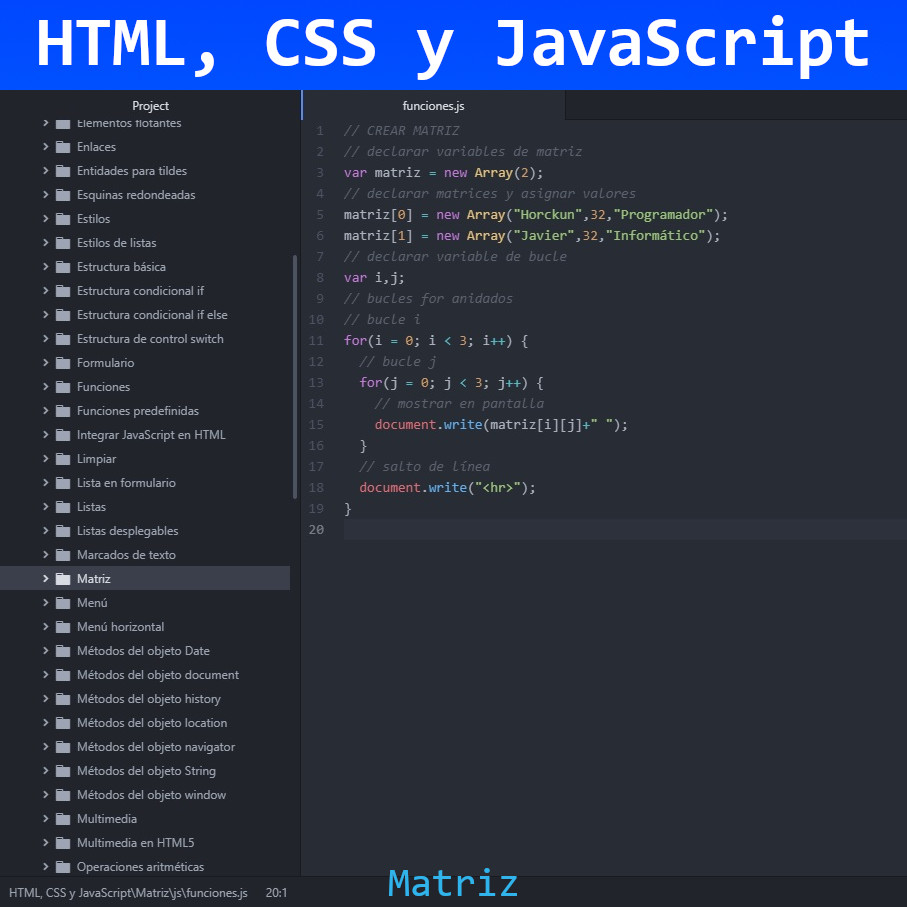 HTML, CSS y JavaScript
Project
Elementos flotantes
Enlaces
Entidades para tildes
Esquinas redondeadas
Estilos
Estilos de listas
Estructura básica
Estructura condicional if
Estructura condicional if else
Estructura de control switch
Formulario
Funciones
Funciones predefinidas
Integrar JavaScript en HTML
Limpiar
Lista en formulario
Listas
Listas desplegables
Marcados de texto
Matriz
Menú
Menú horizontal
Métodos del objeto Date
Métodos del objeto document
Métodos del objeto history
Métodos del objeto location
Métodos del objeto navigator
Métodos del objeto String
Métodos del objeto window
Multimedia
Multimedia en HTML5
Operaciones aritméticas
funciones.js
1 // CREAR MATRIZ
2 // declarar variables de matriz
3 var matriz = new Array(2);
4 // declarar matrices y asignar valores
5 matriz[0] = new Array("Horckun",32,"Programador");
6 matriz[1] = new Array("Javier",32,"Informático");
7 // declarar variable de bucle
8 var i,j;
9 // bucles for anidados
10 // bucle i
11 for(i = 0; i < 3; i++) {
12 // bucle j
13 for(j = 0; j < 3; j++) {
14 // mostrar en pantalla
15 document.write(matriz[i][j]+" ");
16 }
17 // salto de línea
18 document.write("<hr>");
19 }
20
HTML, CSS y JavaScript\Matriz\js\funciones.js 20:1
Matriz